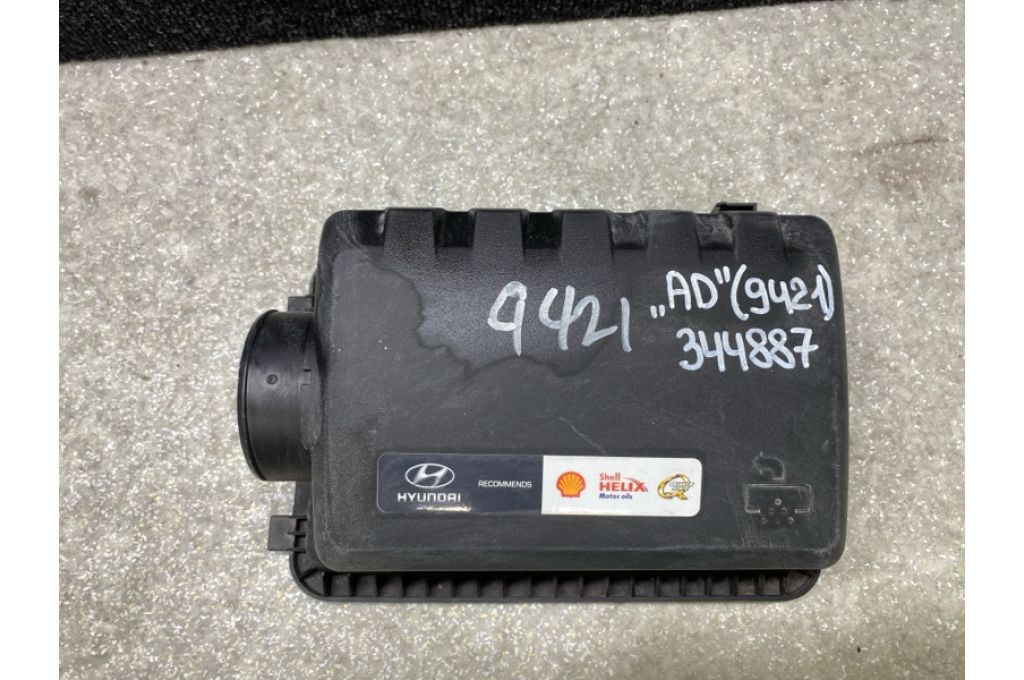 9421
„AD" (9421)
344887
HYUNDAI
RECOMMENDS
Shell
HELIX
Motor oils